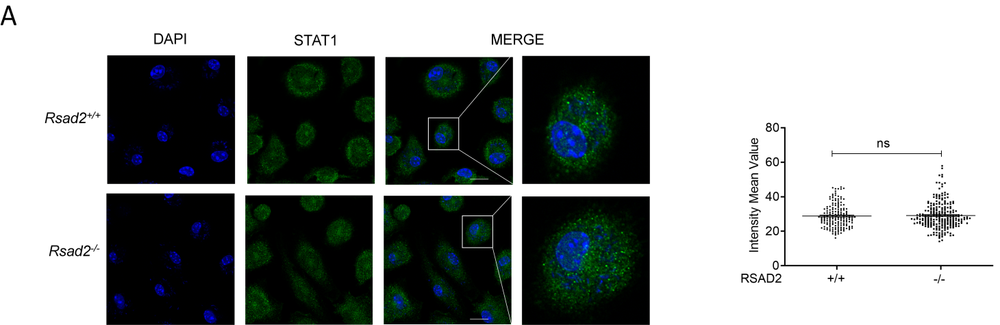 A
DAPI STAT1 MERGE
Rsad2+/+
Rsad2-/-
ns
80
60
40
20
0
Intensity Mean Value
RSAD2 +/+ -/-